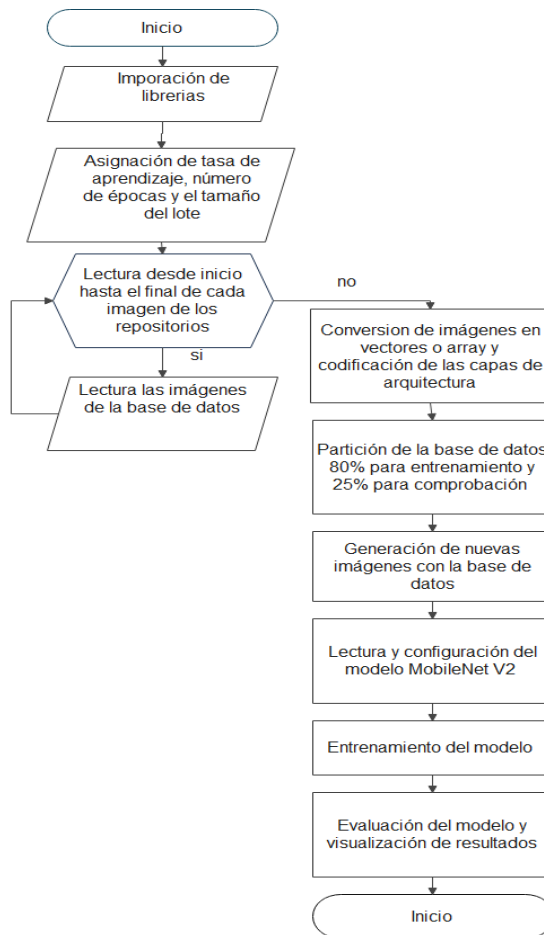 Inicio
Imporación de
librerias
Asignación de tasa de
aprendizaje, número
de épocas y el tamaño
del lote
Lectura desde inicio
hasta el final de cada
imagen de los
repositorios
no
si
Lectura las imágenes
de la base de datos
Conversion de imágenes en
vectores o array y
codificación de las capas de
arquitectura
Partición de la base de datos
80% para entrenamiento y
25% para comprobación
Generación de nuevas
imágenes con la base de
datos
Lectura y configuración del
modelo MobileNet V2
Entrenamiento del modelo
Evaluación del modelo y
visualización de resultados
Inicio